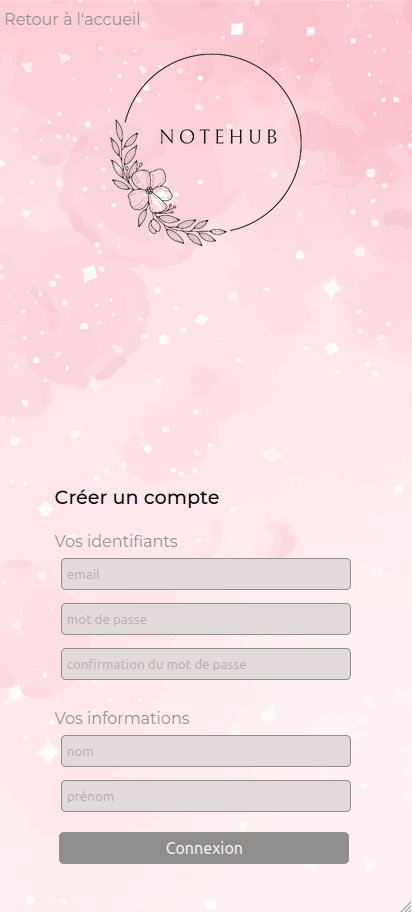 Retour à l'accueil
NOTEHUB
Créer un compte
Vos identifiants
email
mot de passe
confirmation du mot de passe
Vos informations
nom
prénom
Connexion